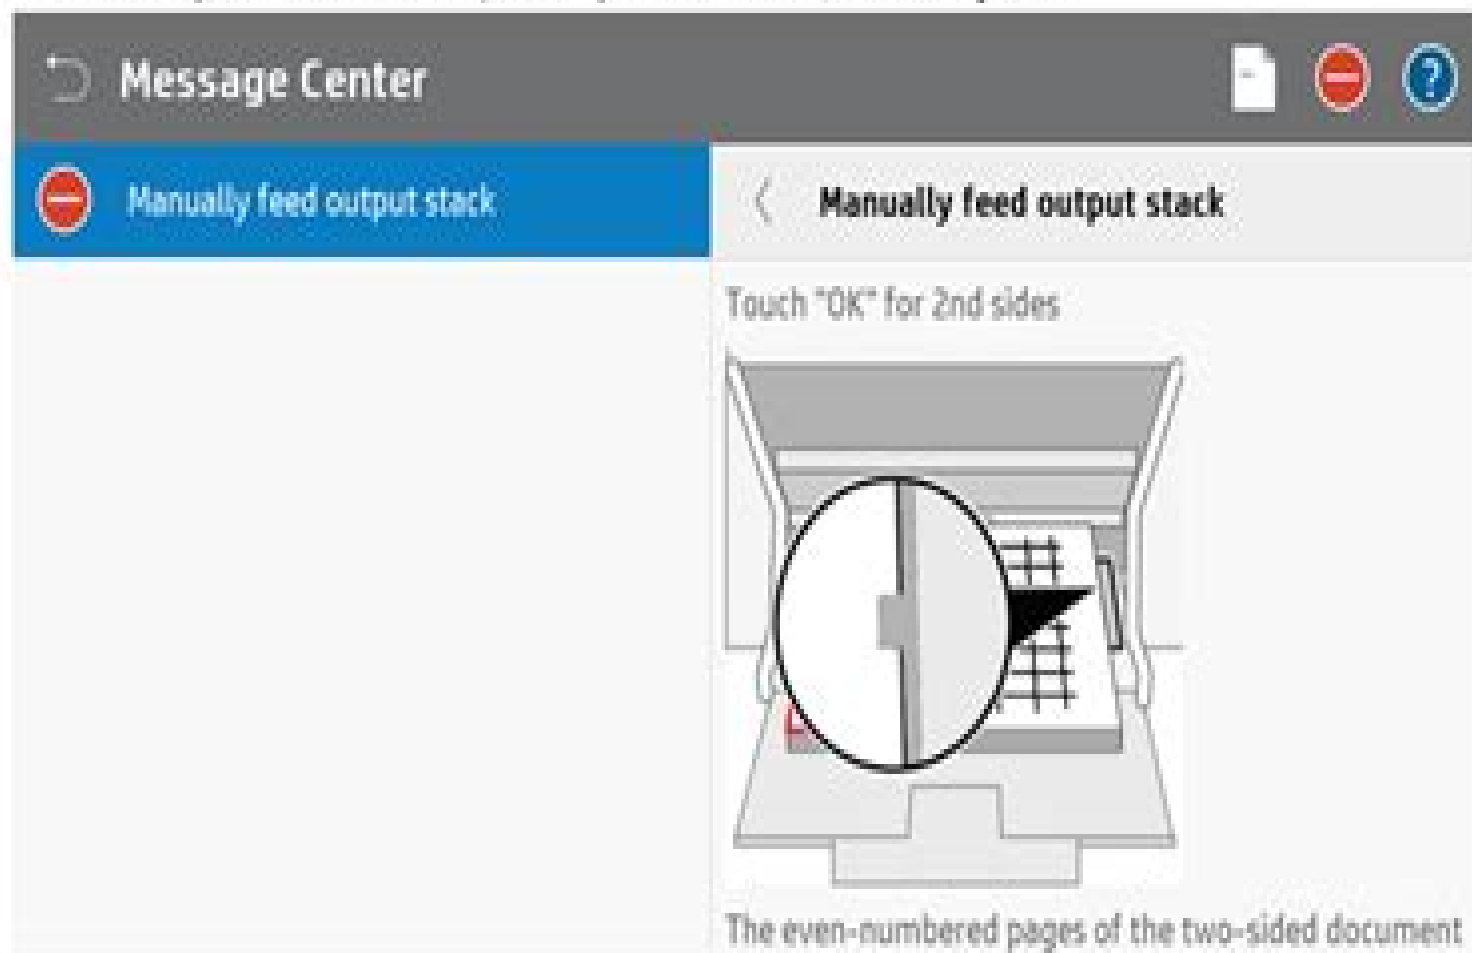 Message Center
?
Manually feed output stack
Manually feed output stack
Touch "OK" for 2nd sides
The even-numbered pages of the two-sided document